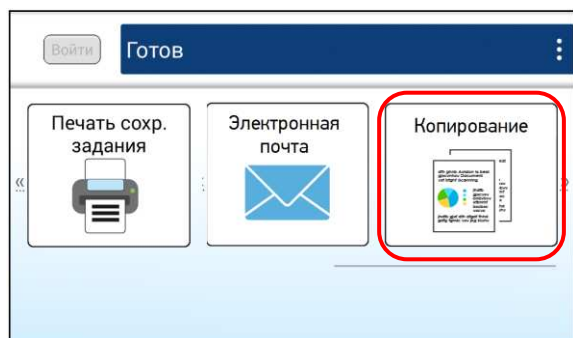 Войти
Готов
Печать сохр.
задания
Электронная
почта
Копирование